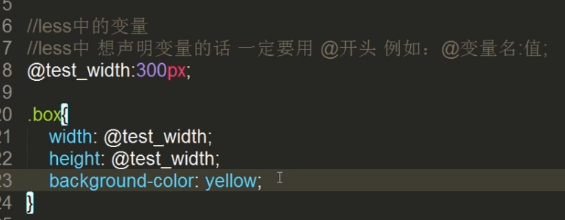 5
6 //less中的变量
7 //less中 想声明变量的话 一定要用 @开头 例如：@变量名:值;
8 @test_width:300px;
9
20 .box{
21 width: @test_width;
22 height: @test_width;
23 background-color: yellow;
24 }